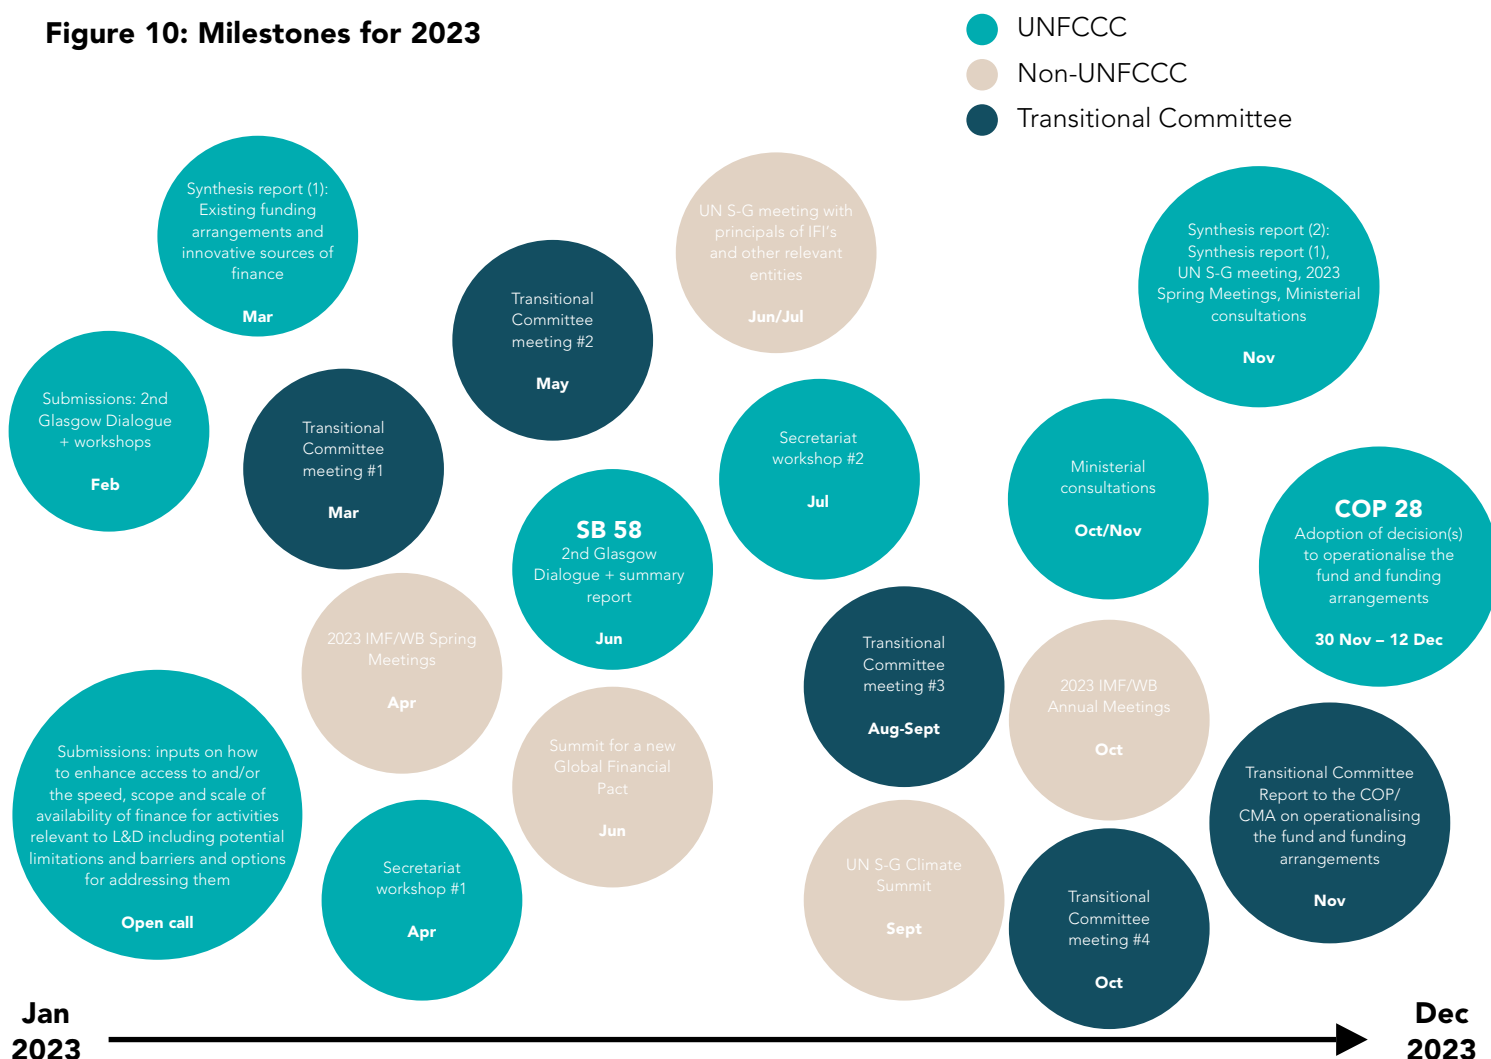 Figure 10: Milestones for 2023
UNFCCC
Non-UNFCCC
Transitional Committee
Synthesis report (1):
Existing funding
arrangements and
innovative sources of
finance
Mar
Submissions: 2nd
Glasgow Dialogue
+ workshops
Feb
Transitional
Committee
meeting #1
Mar
Transitional
Committee
meeting #2
May
UN S-G meeting with
principals of IFI's
and other relevant
entities
Jun/Jul
Synthesis report (2):
Synthesis report (1),
UN S-G meeting, 2023
Spring Meetings, Ministerial
consultations
Nov
Secretariat
workshop #2
Jul
Ministerial
consultations
Oct/Nov
COP 28
Adoption of decision(s)
to operationalise the
fund and funding
arrangements
30 Nov – 12 Dec
SB 58
2nd Glasgow
Dialogue + summary
report
Jun
2023 IMF/WB Spring
Meetings
Apr
Transitional
Committee
meeting #3
Aug-Sept
2023 IMF/WB
Annual Meetings
Oct
Submissions: inputs on how
to enhance access to and/or
the speed, scope and scale of
availability of finance for activities
relevant to L&D including potential
limitations and barriers and options
for addressing them
Open call
Summit for a new
Global Financial
Pact
Jun
Transitional Committee
Report to the COP/
CMA on operationalising
the fund and funding
arrangements
Nov
Secretariat
workshop #1
Apr
UN S-G Climate
Summit
Sept
Transitional
Committee
meeting #4
Oct
Jan
2023
Dec
2023